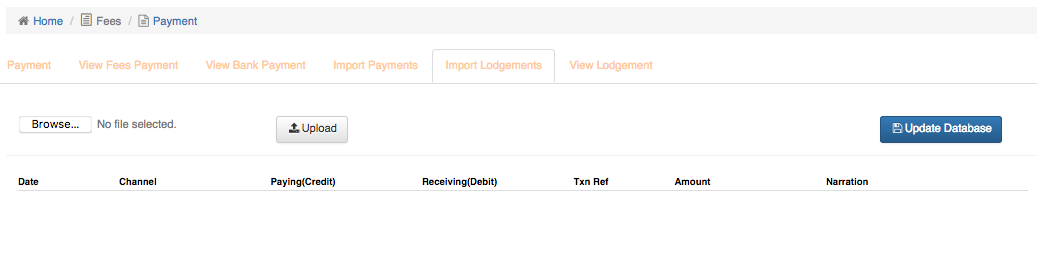 Home / Fees / Payment
Payment View Fees Payment View Bank Payment Import Payments Import Lodgements View Lodgement
Browse... No file selected. Upload Update Database
Date Channel Paying(Credit) Receiving(Debit) Txn Ref Amount Narration